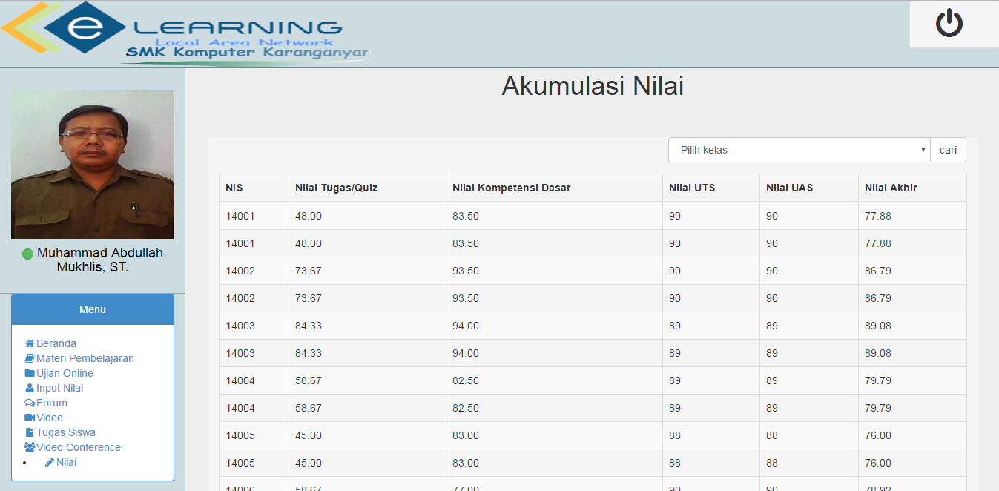 e LEARNING
Local Area Network
SMK Komputer Karanganyar
Akumulasi Nilai
Muhammad Abdullah
Mukhlis, ST.
Menu
Beranda
Materi Pembelajaran
Ujian Online
Input Nilai
Forum
Video
Tugas Siswa
Video Conference
Nilai
Pilih kelas cari
NIS Nilai Tugas/Quiz Nilai Kompetensi Dasar Nilai UTS Nilai UAS Nilai Akhir
14001 48.00 83.50 90 90 77.88
14001 48.00 83.50 90 90 77.88
14002 73.67 93.50 90 90 86.79
14002 73.67 93.50 90 90 86.79
14003 84.33 94.00 89 89 89.08
14003 84.33 94.00 89 89 89.08
14004 58.67 82.50 89 89 79.79
14004 58.67 82.50 89 89 79.79
14005 45.00 83.00 88 88 76.00
14005 45.00 83.00 88 88 76.00
14006 58.67 77.00 90 90 78.92